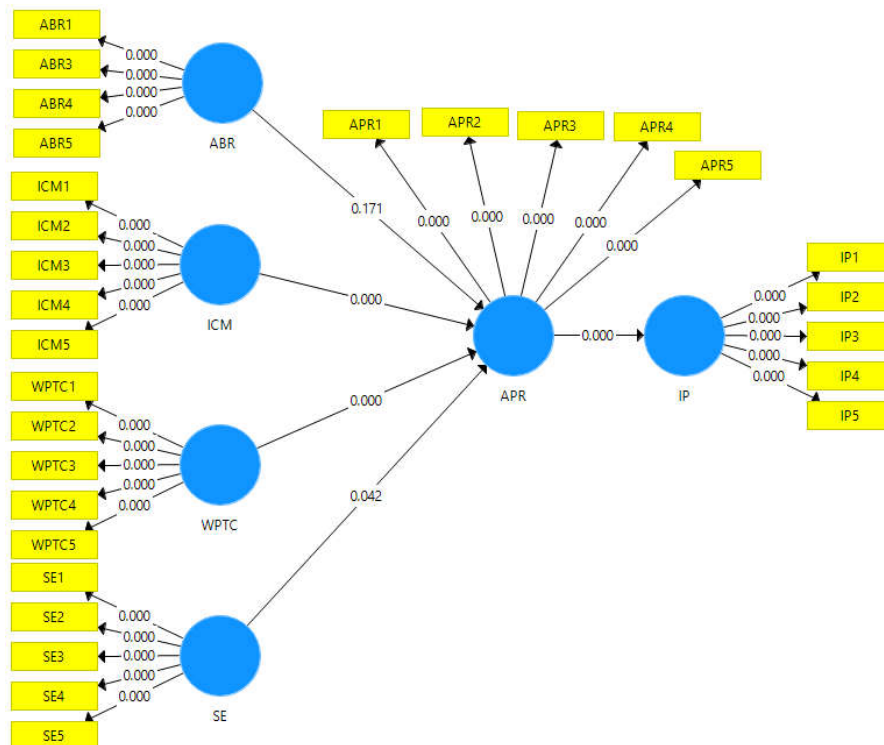 ABR1
ABR3
ABR4
ABR5
0.000
0.000
0.000
0.000
ABR
ICM1
ICM2
ICM3
ICM4
ICM5
0.000
0.000
0.000
0.000
0.000
ICM
WPTC1
WPTC2
WPTC3
WPTC4
WPTC5
0.000
0.000
0.000
0.000
0.000
WPTC
SE1
SE2
SE3
SE4
SE5
0.000
0.000
0.000
0.000
0.000
SE
0.171
0.000
0.000
0.042
APR1
APR2
APR3
APR4
APR5
0.000
0.000
0.000
0.000
0.000
APR
0.000
IP
0.000
0.000
0.000
0.000
0.000
IP1
IP2
IP3
IP4
IP5